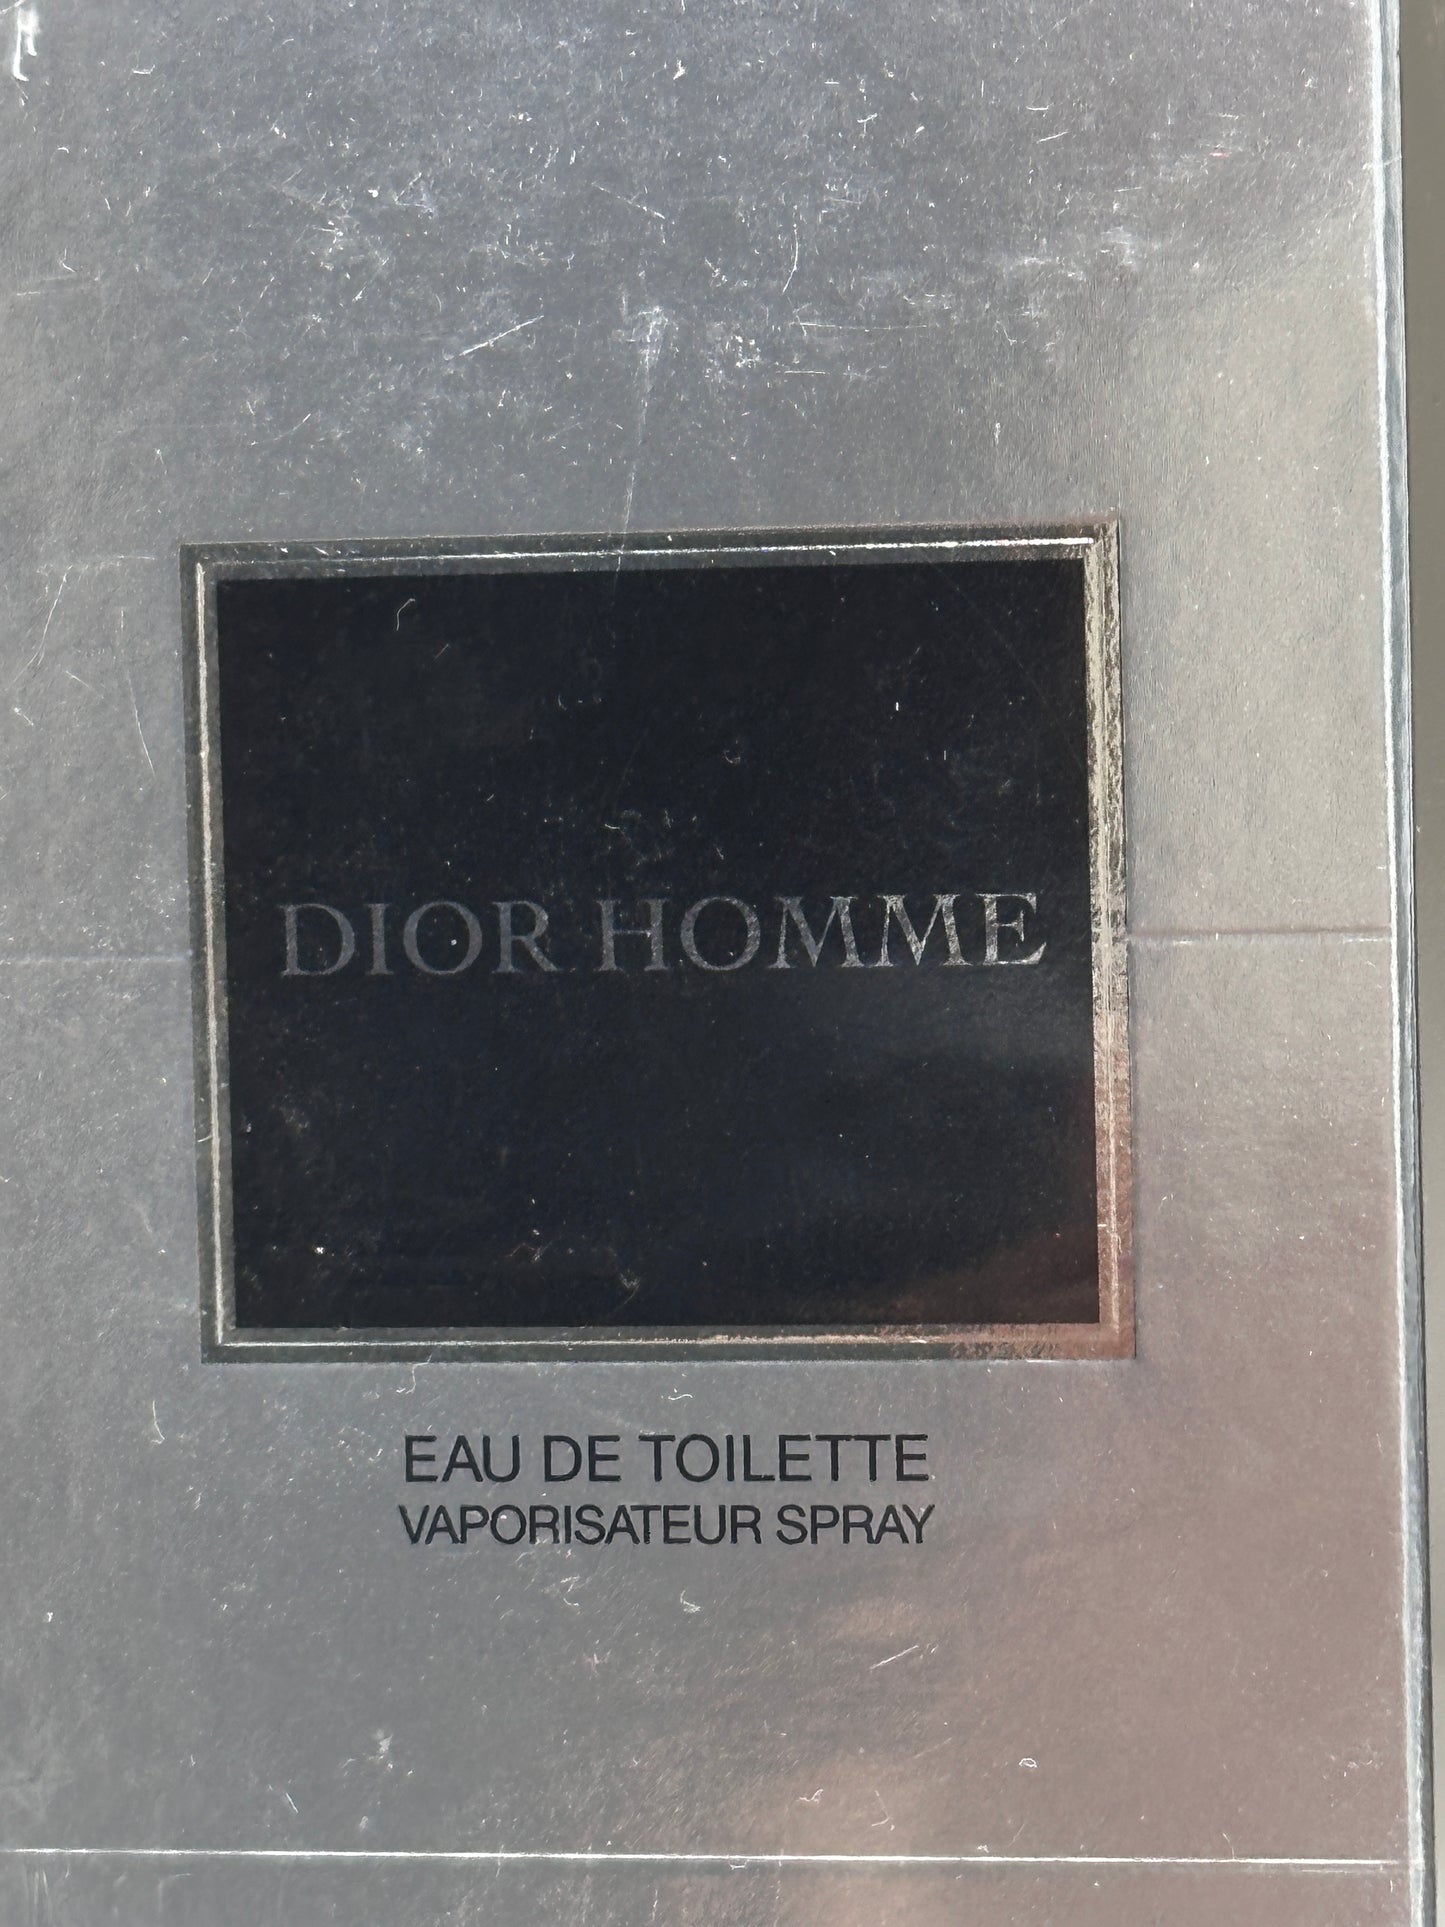 DIOR HOMME
EAU DE TOILETTE
VAPORISATEUR SPRAY